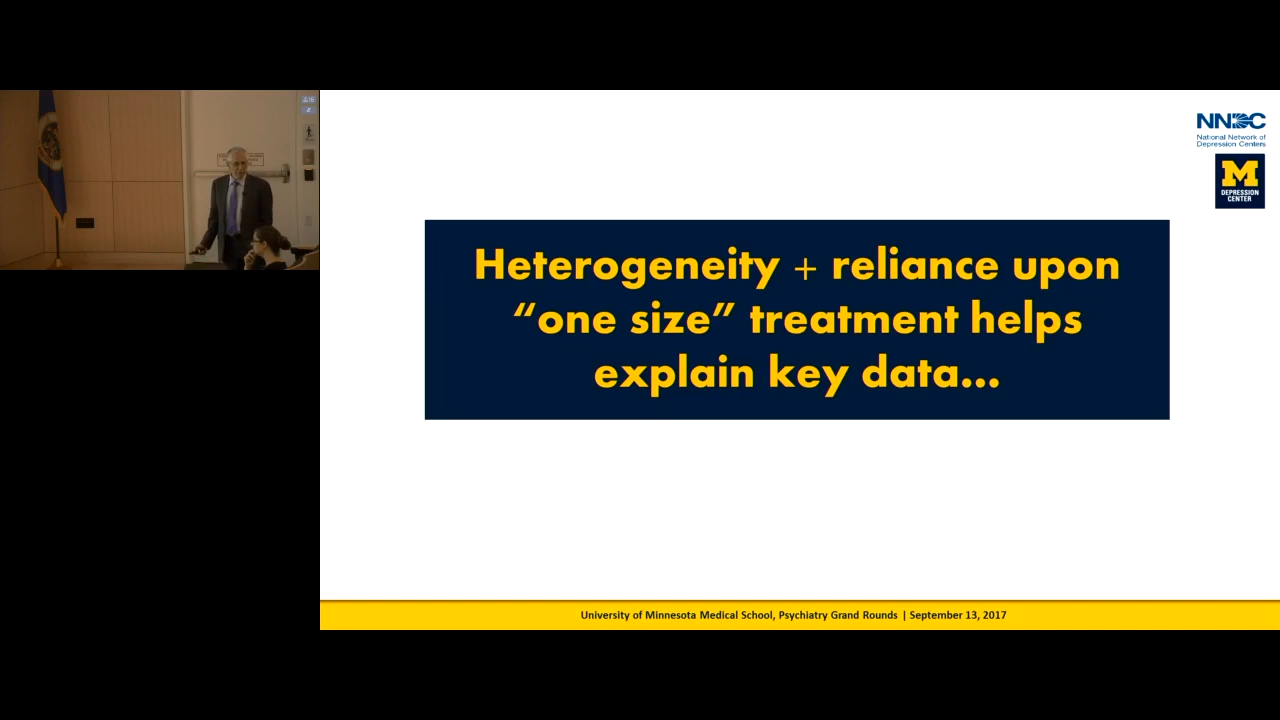 NNDC
National Network of
Depression Centers
M
DEPRESSION
CENTER
Heterogeneity + reliance upon
“one size” treatment helps
explain key data...
University of Minnesota Medical School, Psychiatry Grand Rounds | September 13, 2017